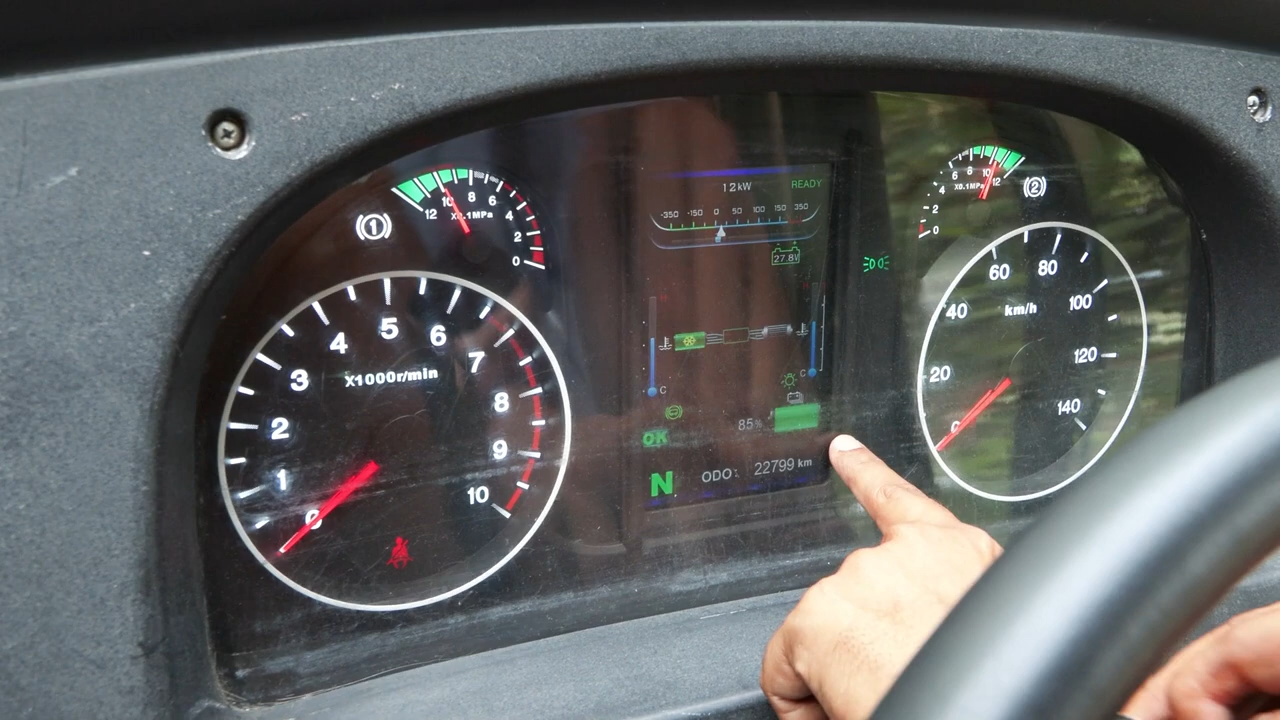 12 10 8 6 4 2 0
X0.1MPa
(1)
0 1 2 3 4 5 6 7 8 9 10
X1000r/min
12kW READY
-350 -150 0 50 100 150 350
27.8V
C C
85%
OK
N ODO: 22799 km
0 2 4 6 8 10 12
X0.1MPa
(2)
0 20 40 60 80 100 120 140
km/h